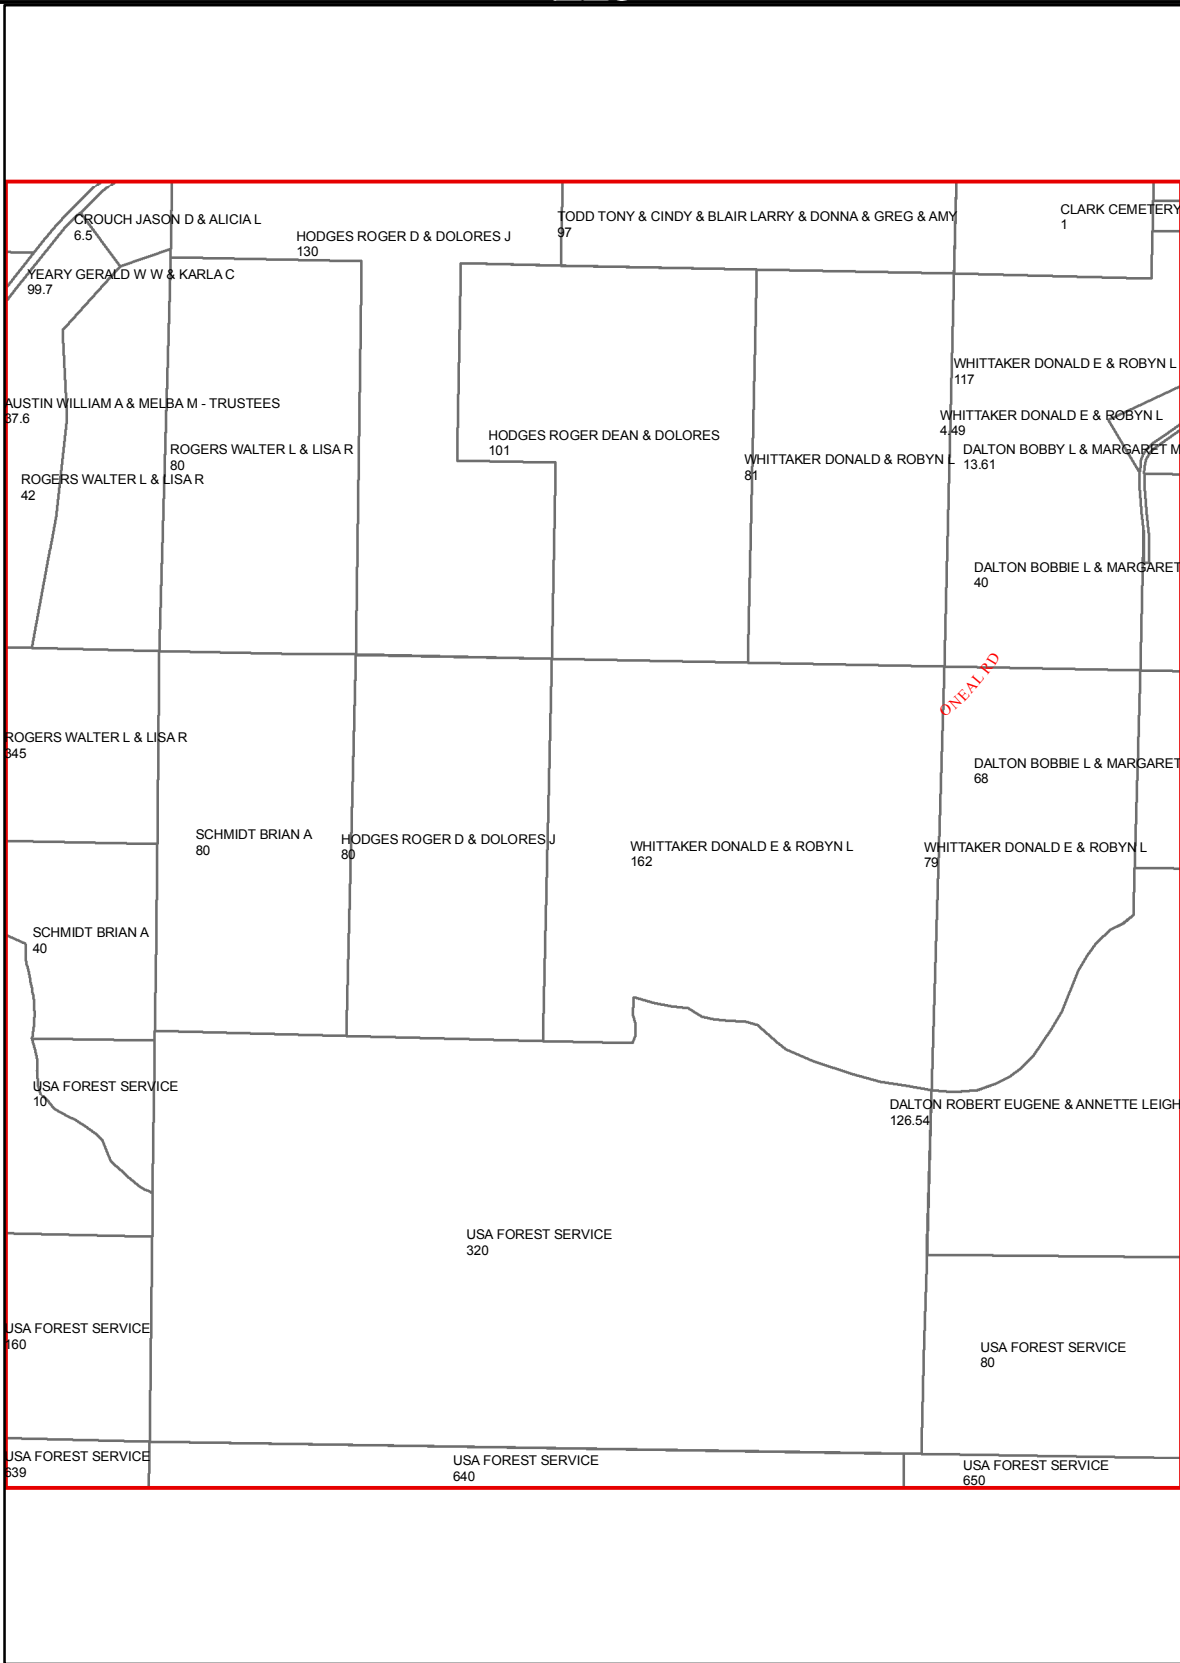 CROUCH JASON D & ALICIA L
6.5
HODGES ROGER D & DOLORES J
130
TODD TONY & CINDY & BLAIR LARRY & DONNA & GREG & AMY
97
CLARK CEMETERY
1
YEARY GERALD W W & KARLA C
99.7
WHITTAKER DONALD E & ROBYN L
117
AUSTIN WILLIAM A & MELBA M - TRUSTEES
37.6
WHITTAKER DONALD E & ROBYN L
4.49
HODGES ROGER DEAN & DOLORES
101
ROGERS WALTER L & LISA R
80
DALTON BOBBY L & MARGARET M
13.61
WHITTAKER DONALD & ROBYN L
81
ROGERS WALTER L & LISA R
42
DALTON BOBBIE L & MARGARET
40
ONEAL RD
ROGERS WALTER L & LISA R
345
DALTON BOBBIE L & MARGARET
68
SCHMIDT BRIAN A
80
HODGES ROGER D & DOLORES J
80
WHITTAKER DONALD E & ROBYN L
162
WHITTAKER DONALD E & ROBYN L
79
SCHMIDT BRIAN A
40
USA FOREST SERVICE
10
DALTON ROBERT EUGENE & ANNETTE LEIGH
126.54
USA FOREST SERVICE
320
USA FOREST SERVICE
160
USA FOREST SERVICE
80
USA FOREST SERVICE
639
USA FOREST SERVICE
640
USA FOREST SERVICE
650